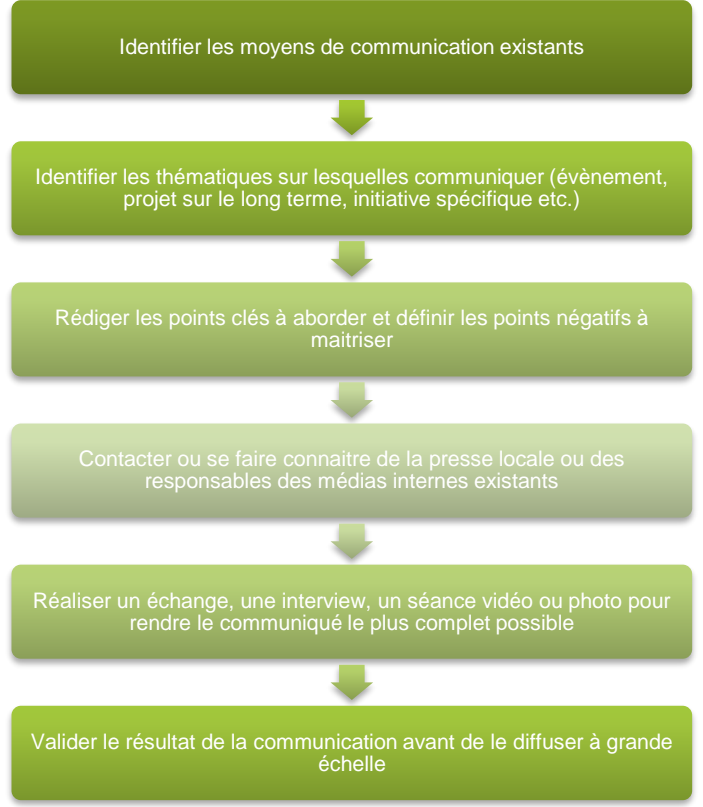 Identifier les moyens de communication existants
Identifier les thématiques sur lesquelles communiquer (évènement,
projet sur le long terme, initiative spécifique etc.)
Rédiger les points clés à aborder et définir les points négatifs à
maitriser
Contacter ou se faire connaitre de la presse locale ou des
responsables des médias internes existants
Réaliser un échange, une interview, un séance vidéo ou photo pour
rendre le communiqué le plus complet possible
Valider le résultat de la communication avant de le diffuser à grande
échelle